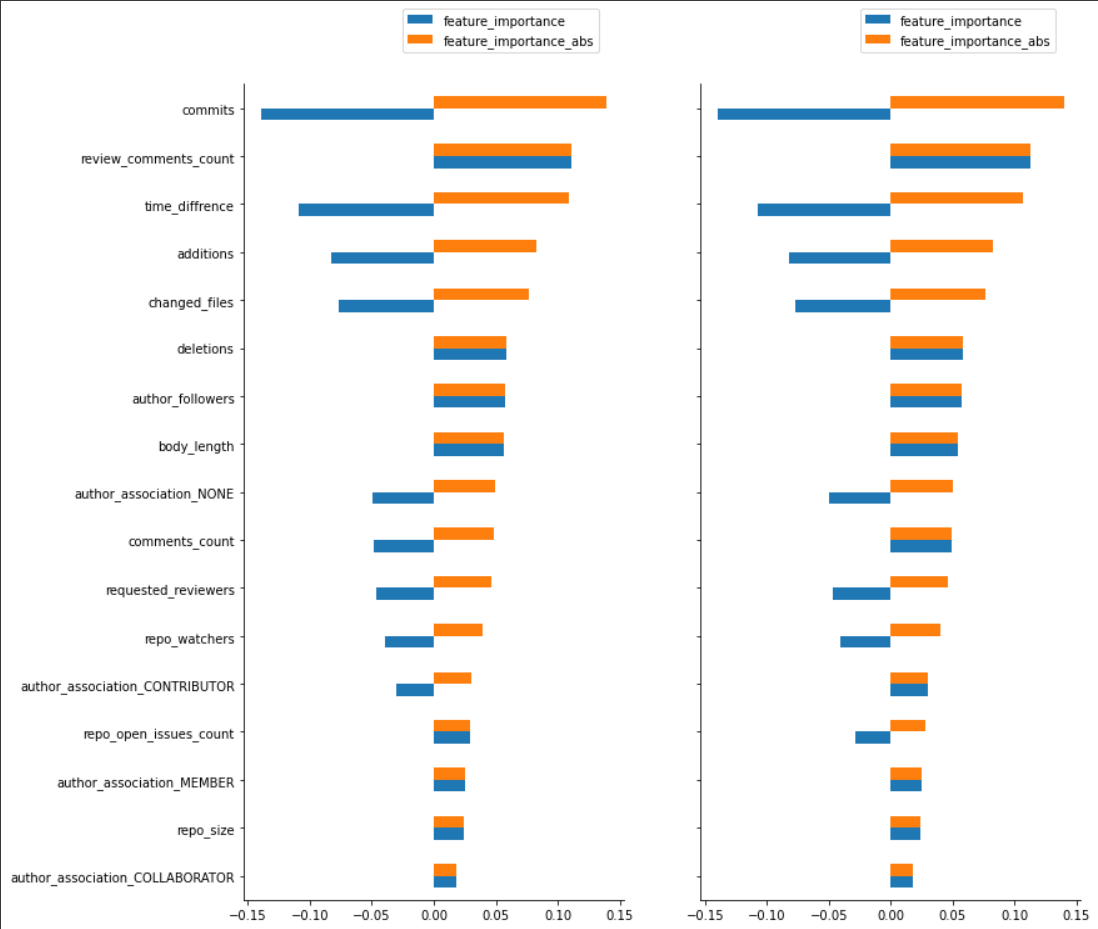 feature_importance
feature_importance_abs
feature_importance
feature_importance_abs
commits
review_comments_count
time_diffrence
additions
changed_files
deletions
author_followers
body_length
author_association_NONE
comments_count
requested_reviewers
repo_watchers
author_association_CONTRIBUTOR
repo_open_issues_count
author_association_MEMBER
repo_size
author_association_COLLABORATOR
−0.15 −0.10 −0.05 0.00 0.05 0.10 0.15
−0.15 −0.10 −0.05 0.00 0.05 0.10 0.15